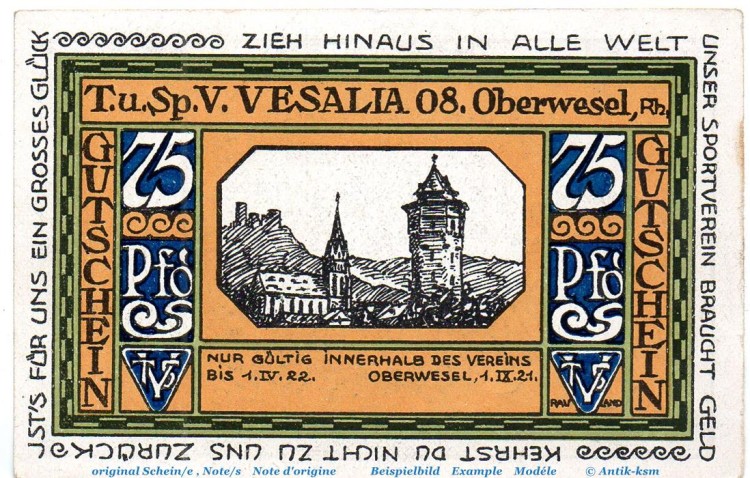 ZIEH HINAUS IN ALLE WELT
UNSER SPORTVEREIN BRAUCHT GELD
KEHRST DU NICHT ZU UNS ZURÜCK
IST'S FÜR UNS EIN GROSSES GLÜCK
T.u.Sp.V. VESALIA 08. Oberwesel, Rh.
GUTSCHEIN
75
Pfg
75
Pfg
GUTSCHEIN
NUR GÜLTIG INNERHALB DES VEREINS
BIS 1.IV.22. OBERWESEL, 1.IX.21.
RAVLAND
original Schein/e , Note/s Note d'origine Beispielbild Example Modéle © Antik-ksm